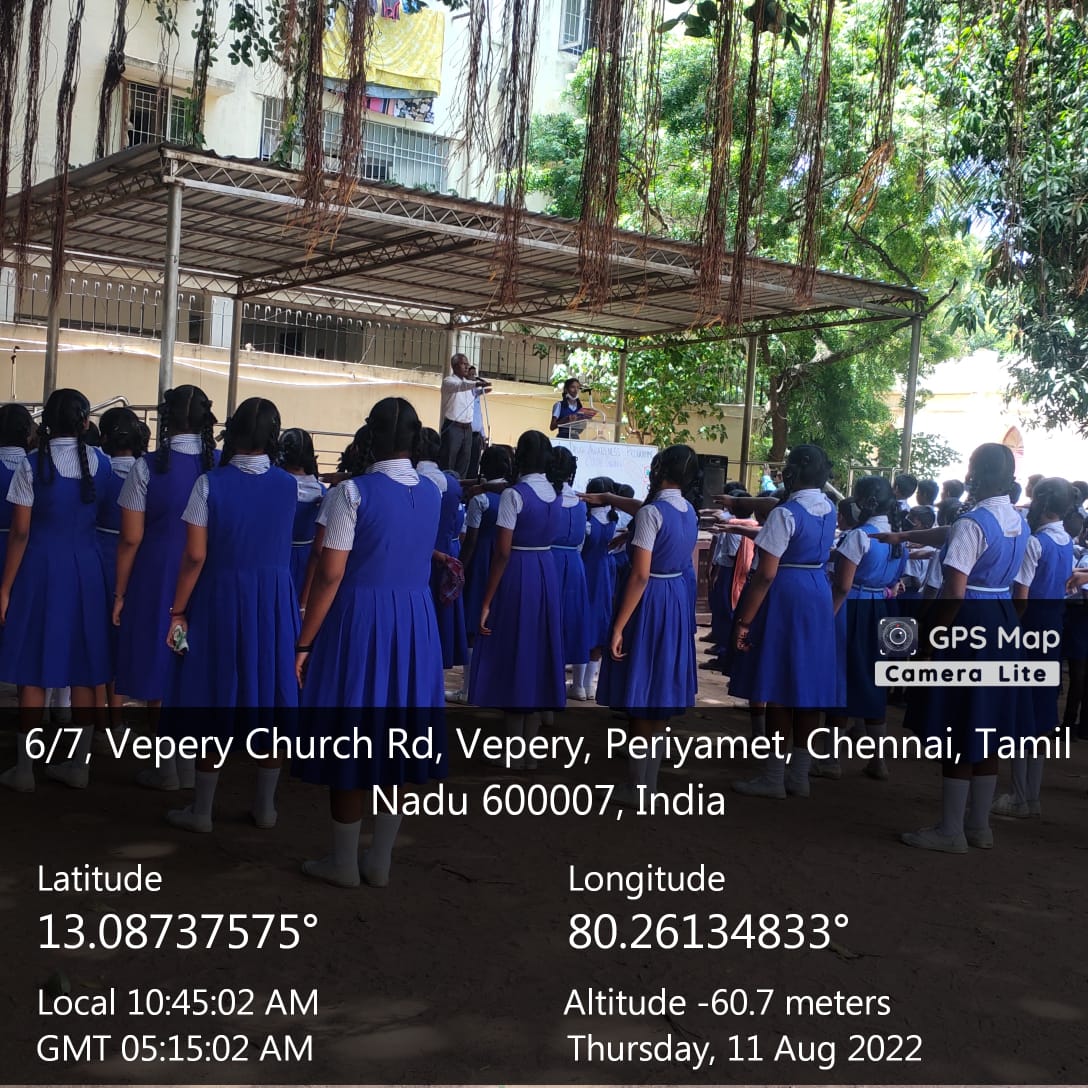 AWARENESS PROGRAMME
GPS Map
Camera Lite
6/7, Vepery Church Rd, Vepery, Periyamet, Chennai, Tamil
Nadu 600007, India
Latitude
13.08737575°
Longitude
80.26134833°
Local 10:45:02 AM
GMT 05:15:02 AM
Altitude -60.7 meters
Thursday, 11 Aug 2022